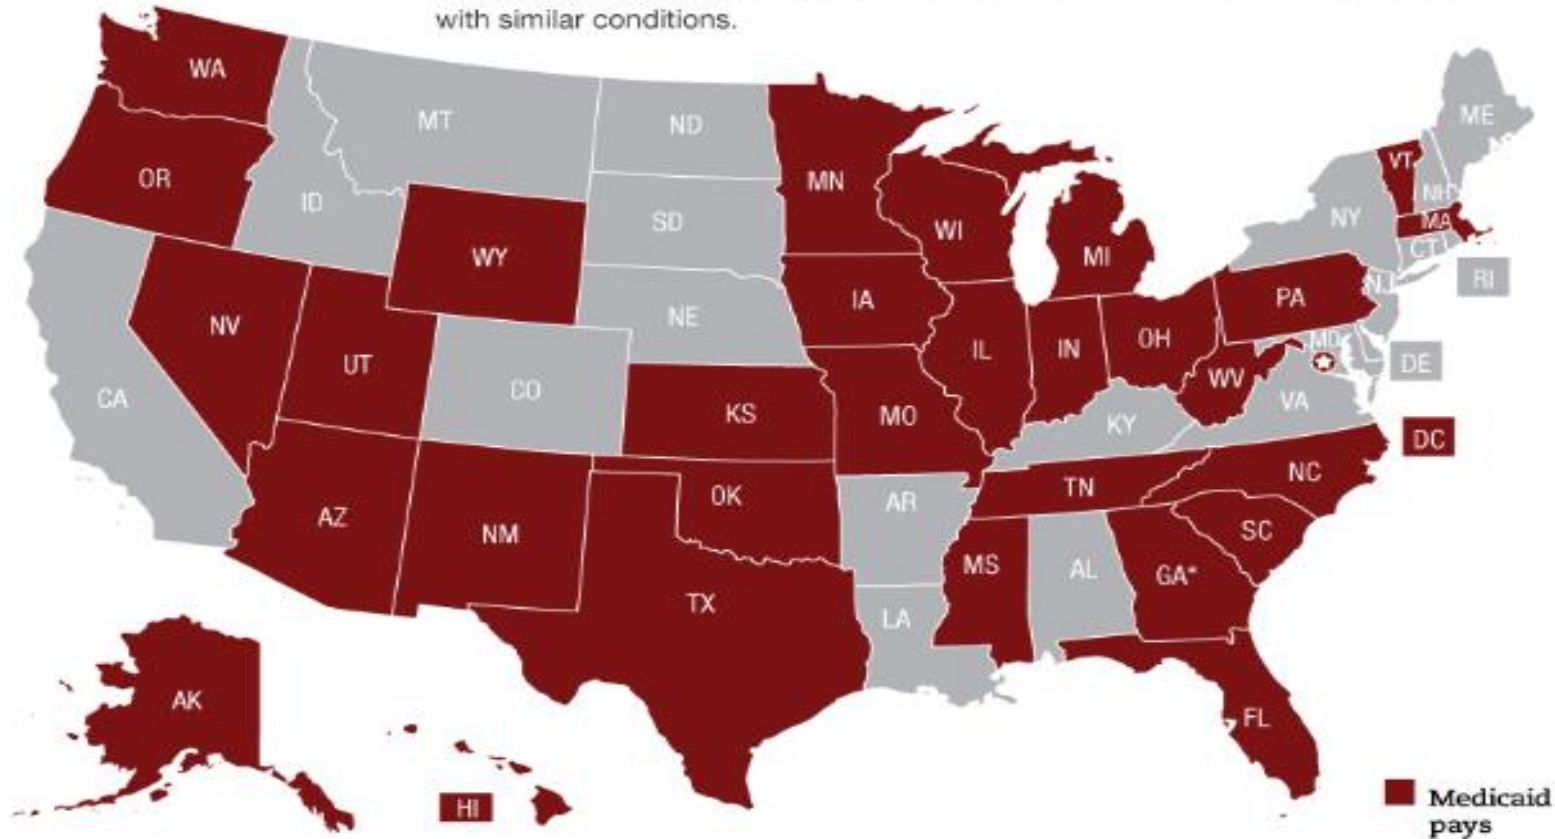 with similar conditions.
WA
MT
ND
ME
OR
ID
MN
VT
NH
SD
WI
NY
MA
WY
MI
CT
RI
NV
IA
PA
NJ
NE
UT
IL
IN
OH
MD
DE
CA
CO
WV
VA
KS
MO
KY
DC
NC
AZ
OK
TN
NM
AR
SC
MS
AL
GA*
TX
LA
AK
FL
HI
Medicaid
pays